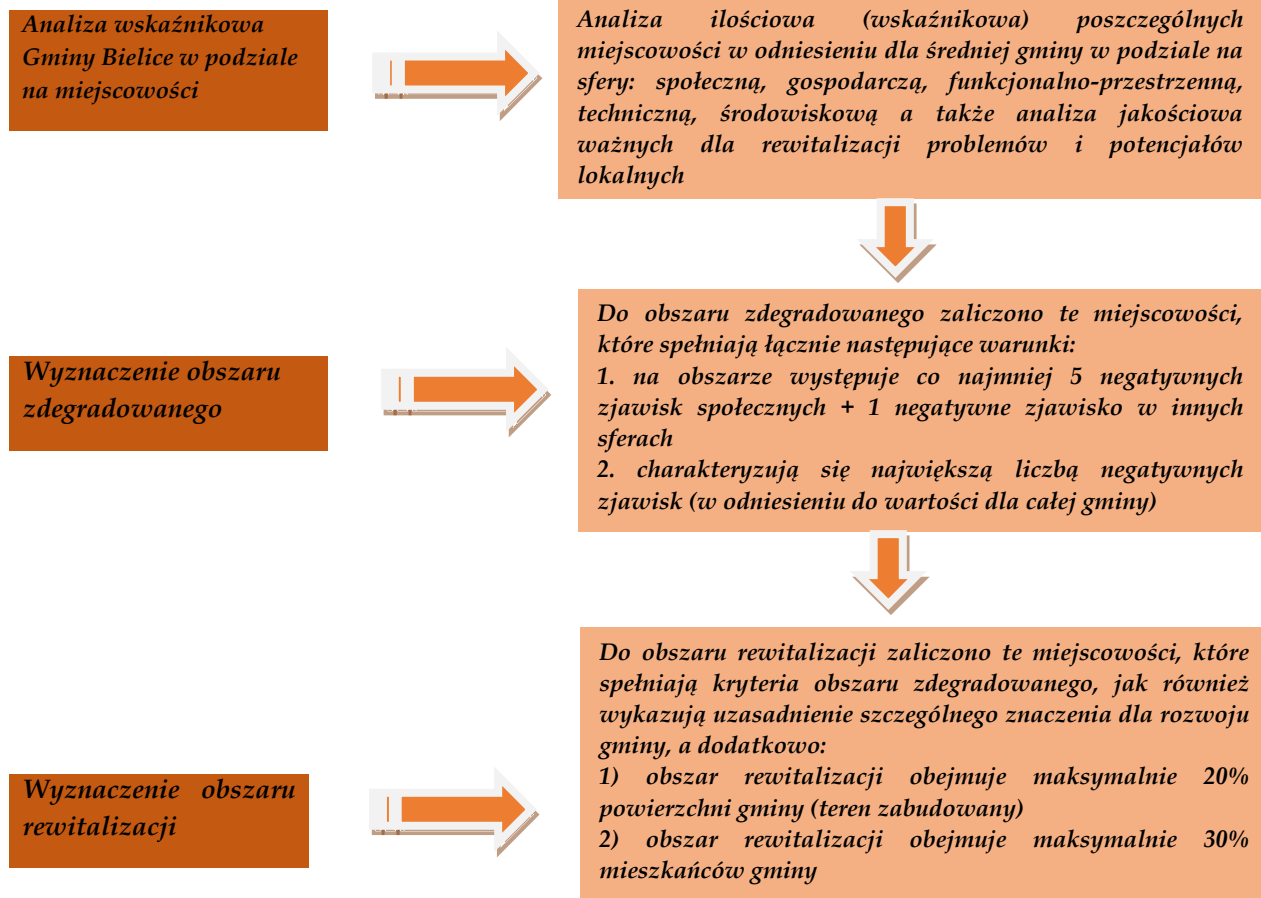 Analiza wskaźnikowa
Gminy Bielice w podziale
na miejscowości
Analiza ilościowa (wskaźnikowa) poszczególnych
miejscowości w odniesieniu dla średniej gminy w podziale na
sfery: społeczną, gospodarczą, funkcjonalno-przestrzenną,
techniczną, środowiskową a także analiza jakościowa
ważnych dla rewitalizacji problemów i potencjałów
lokalnych
Wyznaczenie obszaru
zdegradowanego
Do obszaru zdegradowanego zaliczono te miejscowości,
które spełniają łącznie następujące warunki:
1. na obszarze występuje co najmniej 5 negatywnych
zjawisk społecznych + 1 negatywne zjawisko w innych
sferach
2. charakteryzują się największą liczbą negatywnych
zjawisk (w odniesieniu do wartości dla całej gminy)
Wyznaczenie obszaru
rewitalizacji
Do obszaru rewitalizacji zaliczono te miejscowości, które
spełniają kryteria obszaru zdegradowanego, jak również
wykazują uzasadnienie szczególnego znaczenia dla rozwoju
gminy, a dodatkowo:
1) obszar rewitalizacji obejmuje maksymalnie 20%
powierzchni gminy (teren zabudowany)
2) obszar rewitalizacji obejmuje maksymalnie 30%
mieszkańców gminy